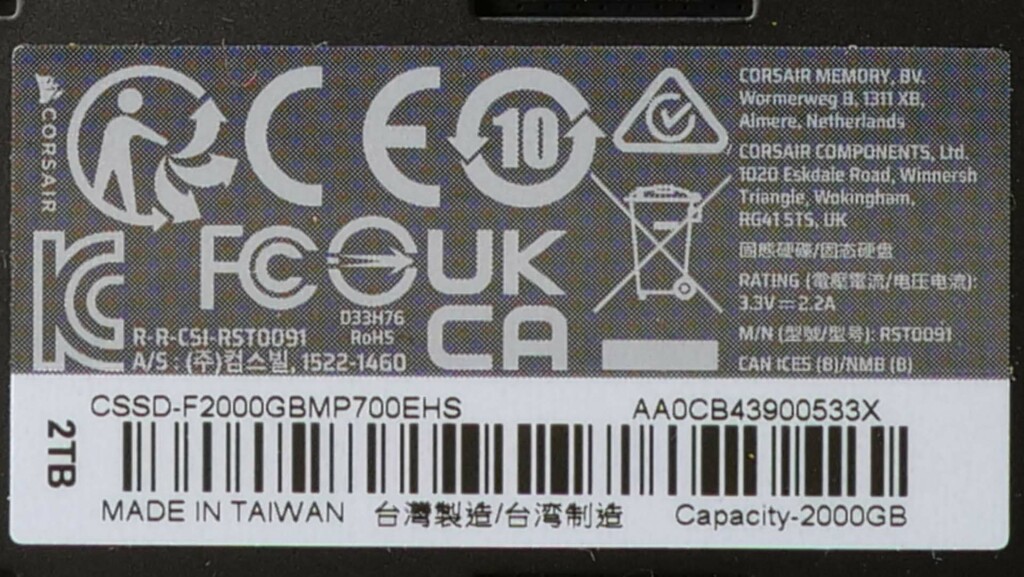 CORSAIR
10
CORSAIR MEMORY, BV.
Wormerweg 8, 1311 XB,
Almere, Netherlands
CORSAIR COMPONENTS, Ltd.
1020 Eskdale Road, Winnersh
Triangle, Wokingham,
RG41 5TS, UK
固態硬碟/固态硬盘
RATING (電壓電流/电压电流):
3.3V⎓2.2A
M/N (型號/型号): RST0091
CAN ICES (B)/NMB (B)
CE
FC
UK
CA
D33H76
RoHS
KC
R-R-CSI-RST0091
A/S : (주)컴스빌, 1522-1460
2TB
CSSD-F2000GBMP700EHS
AA0CB43900533X
MADE IN TAIWAN 台灣製造/台湾制造 Capacity-2000GB